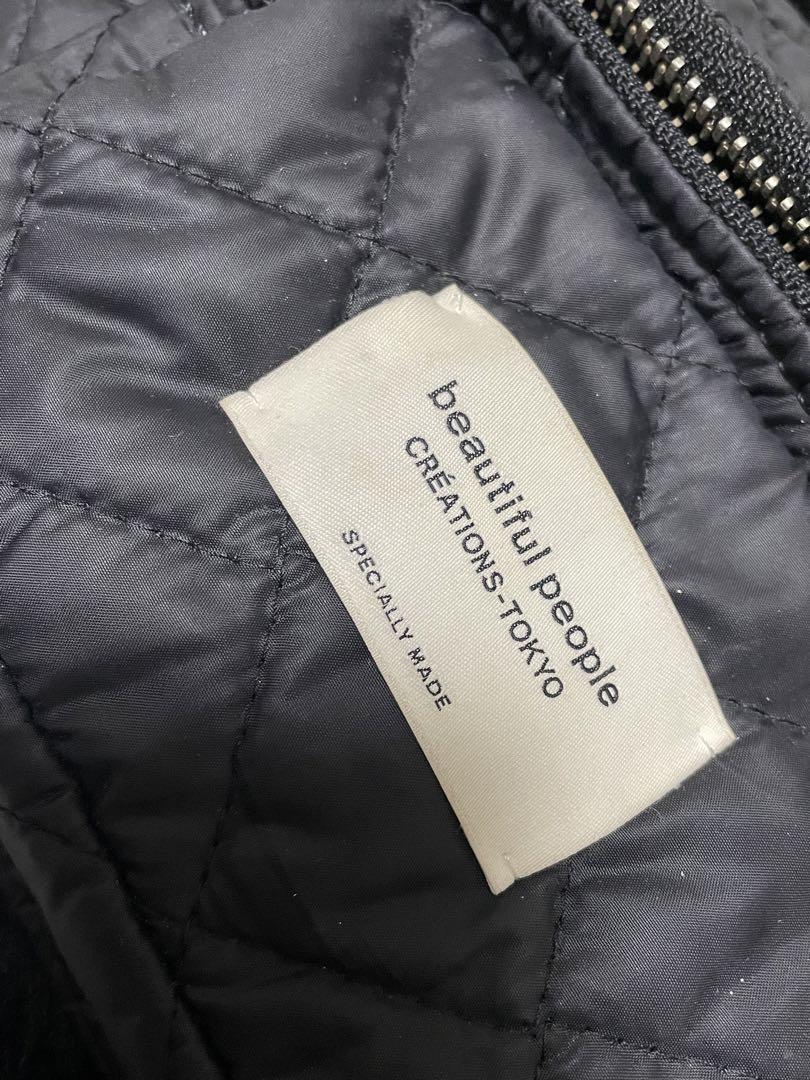 beautiful people
CRÉATIONS-TOKYO
SPECIALLY MADE